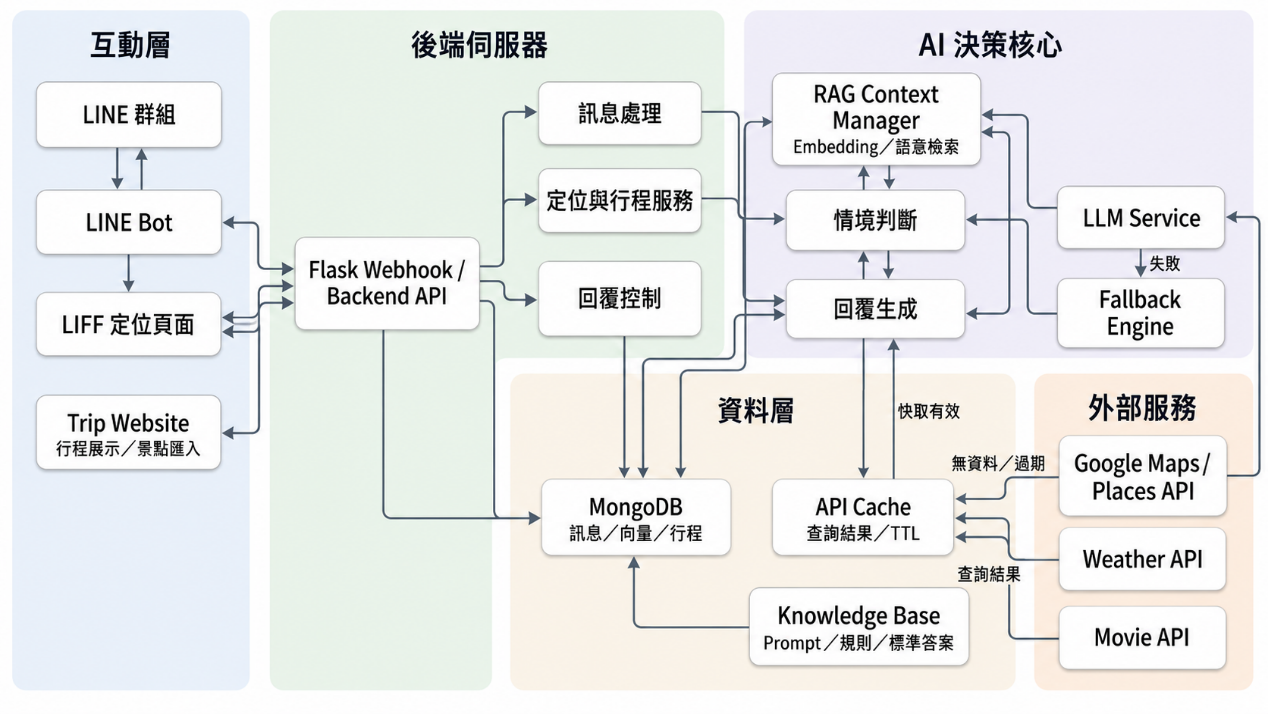 互動層
LINE 群組
LINE Bot
LIFF 定位頁面
Trip Website
行程展示／景點匯入
後端伺服器
Flask Webhook /
Backend API
訊息處理
定位與行程服務
回覆控制
AI 決策核心
RAG Context
Manager
Embedding／語意檢索
情境判斷
回覆生成
LLM Service
失敗
Fallback
Engine
資料層
快取有效
無資料／過期
MongoDB
訊息／向量／行程
API Cache
查詢結果／TTL
查詢結果
Knowledge Base
Prompt／規則／標準答案
外部服務
Google Maps /
Places API
Weather API
Movie API